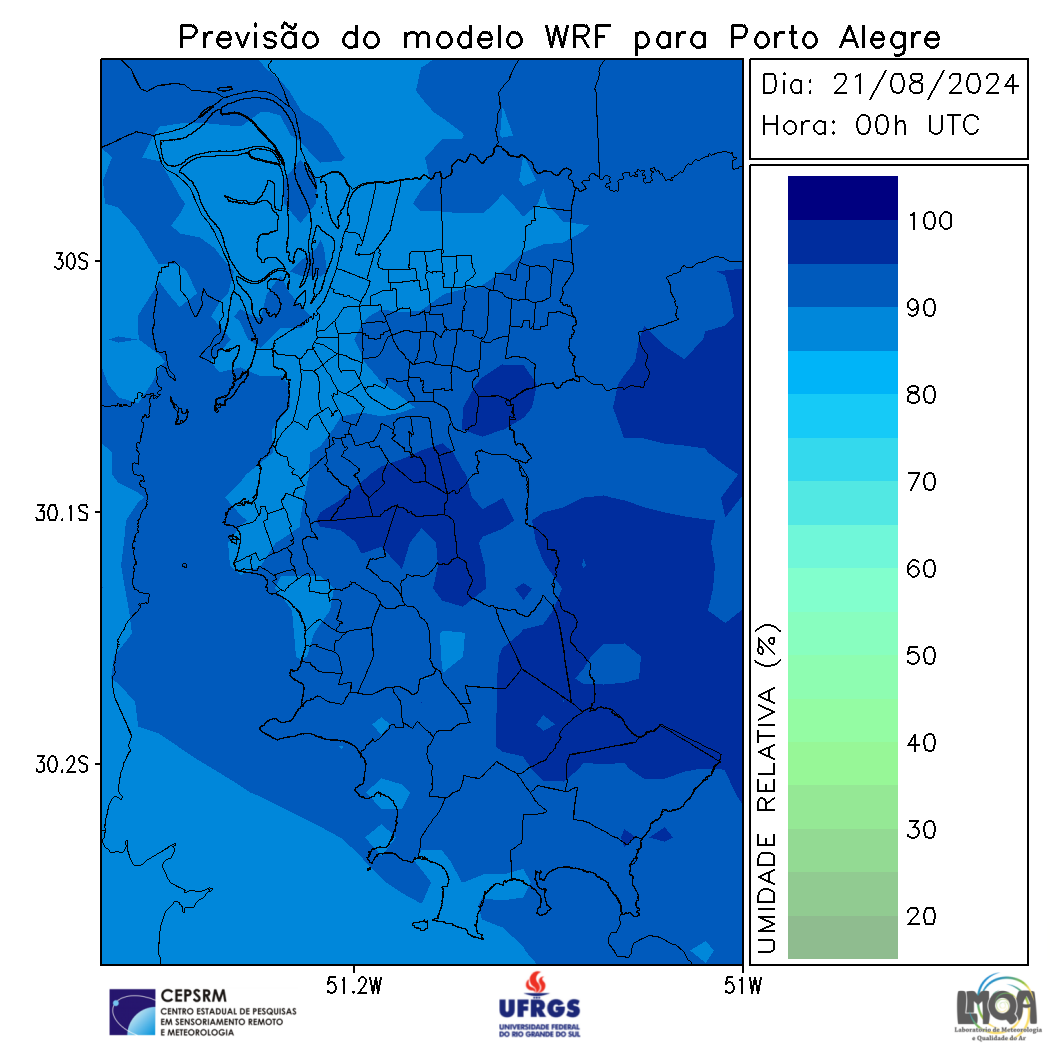 Previsão do modelo WRF para Porto Alegre
Dia: 21/08/2024
Hora: 00h UTC
30S
30.1S
30.2S
51.2W
51W
100
90
80
70
60
50
40
30
20
UMIDADE RELATIVA (%)
CEPSRM
CENTRO ESTADUAL DE PESQUISAS
EM SENSORIAMENTO REMOTO
E METEOROLOGIA
UFRGS
UNIVERSIDADE FEDERAL
DO RIO GRANDE DO SUL
LMQA
Laboratório de Meteorologia
e Qualidade do Ar